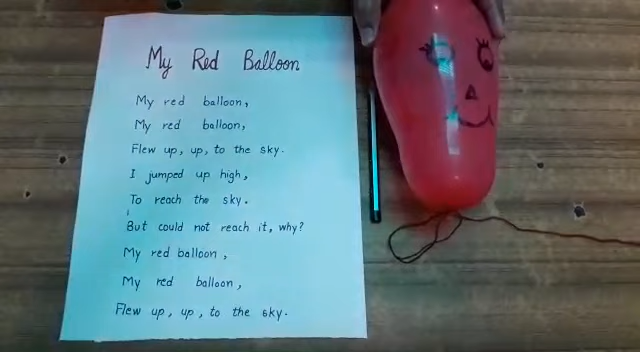 My Red Balloon
My red balloon,
My red balloon,
Flew up, up, to the sky.
I jumped up high,
To reach the sky.
But could not reach it, why?
My red balloon,
My red balloon,
Flew up, up, to the sky.